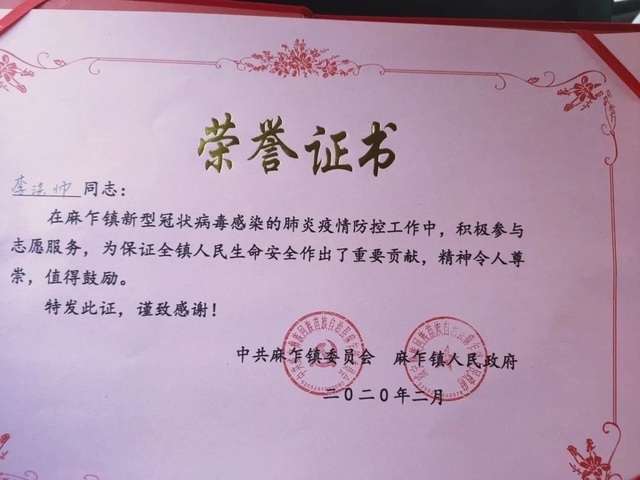 荣誉证书
李法帅 同志：
在麻乍镇新型冠状病毒感染的肺炎疫情防控工作中，积极参与
志愿服务，为保证全镇人民生命安全作出了重要贡献，精神令人尊
崇，值得鼓励。
特发此证，谨致感谢！
中共麻乍镇委员会 麻乍镇人民政府
二〇二〇年二月